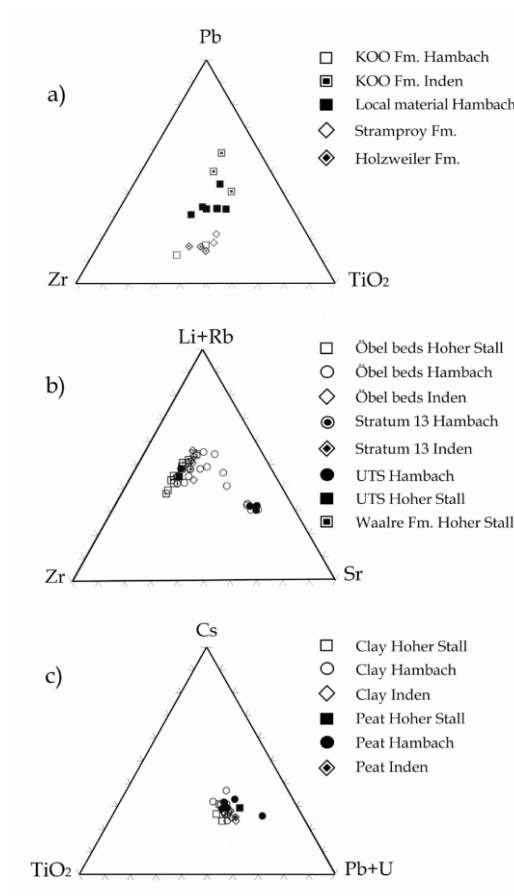 Pb
a)
KOO Fm. Hambach
KOO Fm. Inden
Local material Hambach
Stramproy Fm.
Holzweiler Fm.
Zr
TiO₂
Li+Rb
b)
Öbel beds Hoher Stall
Öbel beds Hambach
Öbel beds Inden
Stratum 13 Hambach
Stratum 13 Inden
UTS Hambach
UTS Hoher Stall
Waalre Fm. Hoher Stall
Zr
Sr
Cs
c)
Clay Hoher Stall
Clay Hambach
Clay Inden
Peat Hoher Stall
Peat Hambach
Peat Inden
TiO₂
Pb+U